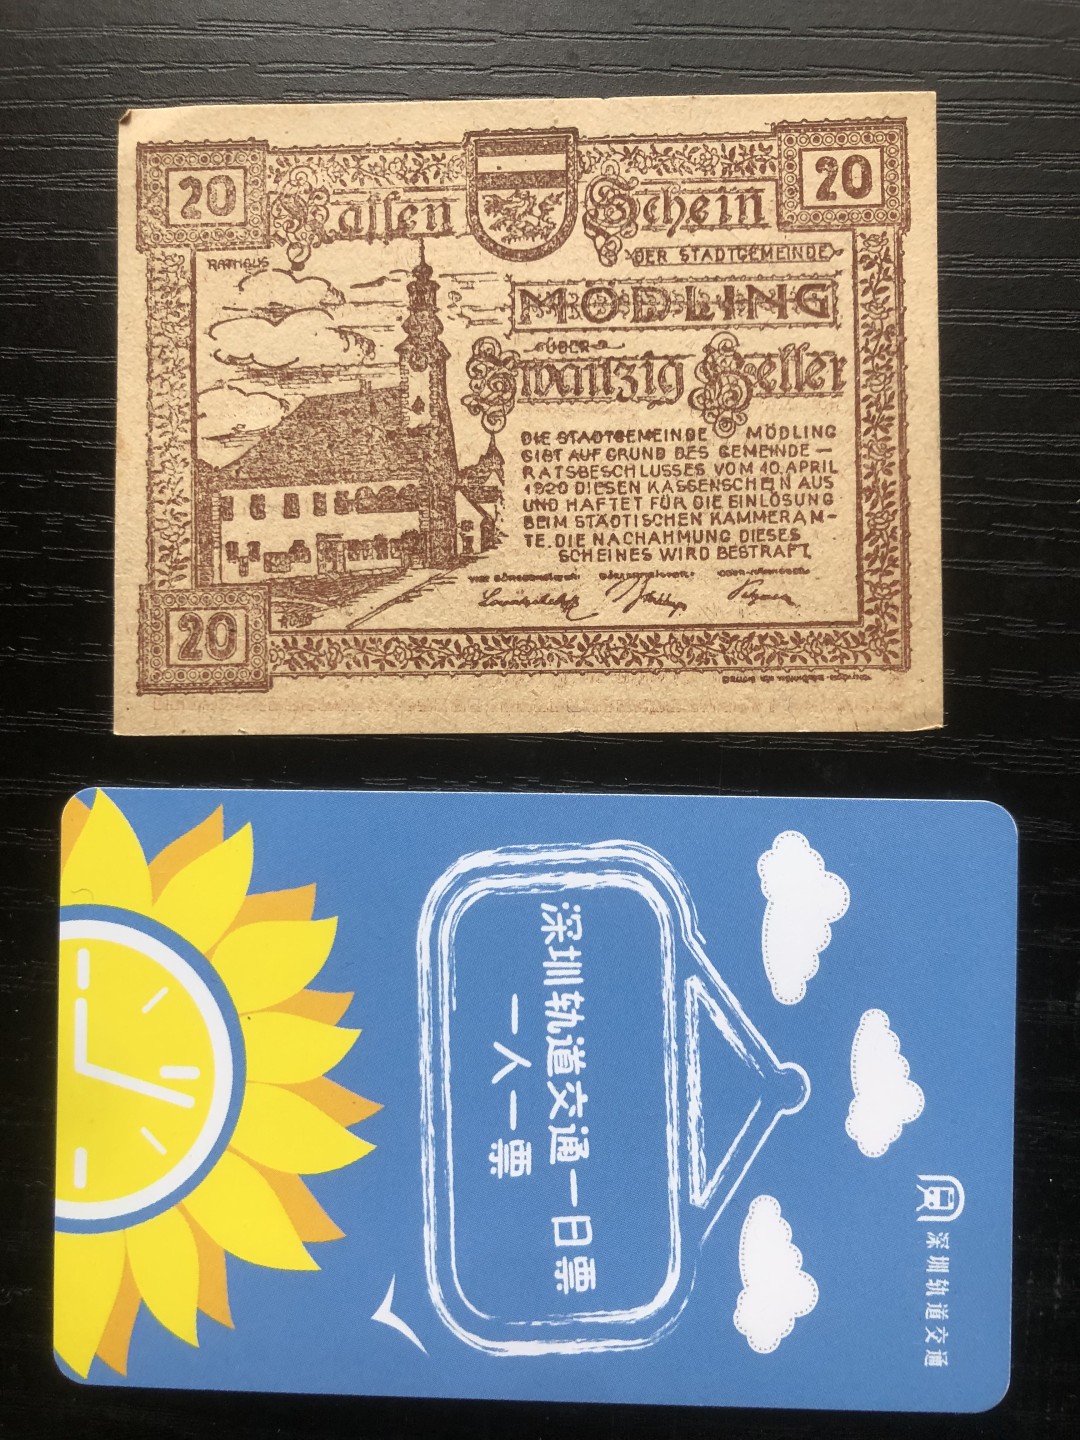 20
Kassen Schein
20
RATHAUS
DER STADTGEMEINDE
MÖDLING
ÜBER
Zwanzig Heller
DIE STADTGEMEINDE MÖDLING
GIBT AUF GRUND DES GEMEINDE-
RATSBESCHLUSSES VOM 10. APRIL
1920 DIESEN KASSENSCHEIN AUS
UND HAFTET FÜR DIE EINLÖSUNG
BEIM STÄDTISCHEN KAMMERAM-
TE. DIE NACHAHMUNG DIESES
SCHEINES WIRD BESTRAFT.
20
深圳轨道交通
深圳轨道交通一日票
一人一票